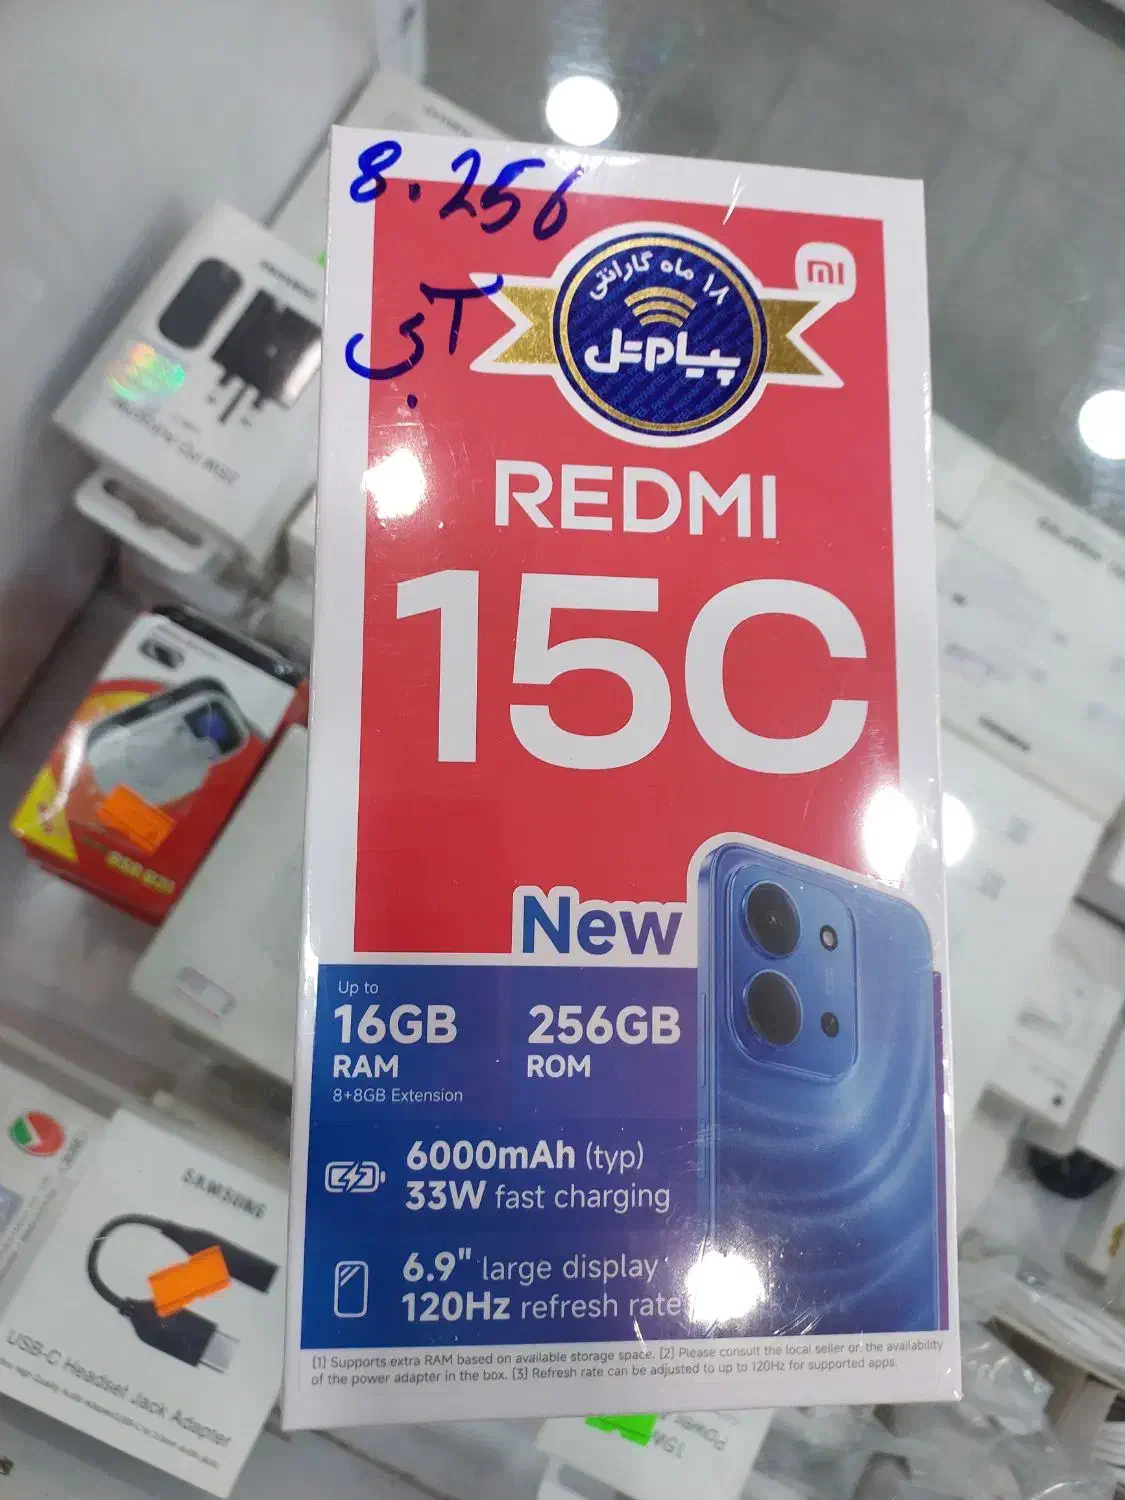 8.256
آبی
۱۸ ماه گارانتی
پیام تل
mi
REDMI
15C
New
Up to
16GB
RAM
8+8GB Extension
256GB
ROM
6000mAh (typ)
33W fast charging
6.9" large display
120Hz refresh rate
[1] Supports extra RAM based on available storage space. [2] Please consult the local seller on the availability
of the power adapter in the box. [3] Refresh rate can be adjusted to up to 120Hz for supported apps.
SAMSUNG
USB-C Headset Jack Adapter